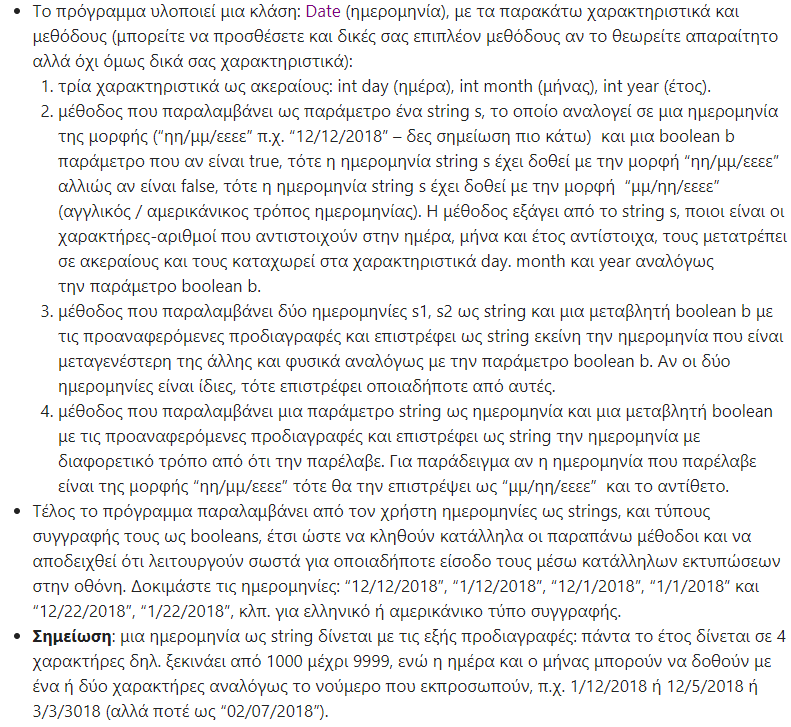 • Το πρόγραμμα υλοποιεί μια κλάση: Date (ημερομηνία), με τα παρακάτω χαρακτηριστικά και
μεθόδους (μπορείτε να προσθέσετε και δικές σας επιπλέον μεθόδους αν το θεωρείτε απαραίτητο
αλλά όχι όμως δικά σας χαρακτηριστικά):
1. τρία χαρακτηριστικά ως ακεραίους: int day (ημέρα), int month (μήνας), int year (έτος).
2. μέθοδος που παραλαμβάνει ως παράμετρο ένα string s, το οποίο αναλογεί σε μια ημερομηνία
της μορφής (“ηη/μμ/εεεε” π.χ. “12/12/2018” – δες σημείωση πιο κάτω)  και μια boolean b
παράμετρο που αν είναι true, τότε η ημερομηνία string s έχει δοθεί με την μορφή “ηη/μμ/εεεε”
αλλιώς αν είναι false, τότε η ημερομηνία string s έχει δοθεί με την μορφή  “μμ/ηη/εεεε”
(αγγλικός / αμερικάνικος τρόπος ημερομηνίας). Η μέθοδος εξάγει από το string s, ποιοι είναι οι
χαρακτήρες-αριθμοί που αντιστοιχούν στην ημέρα, μήνα και έτος αντίστοιχα, τους μετατρέπει
σε ακεραίους και τους καταχωρεί στα χαρακτηριστικά day. month και year αναλόγως
την παράμετρο boolean b.
3. μέθοδος που παραλαμβάνει δύο ημερομηνίες s1, s2 ως string και μια μεταβλητή boolean b με
τις προαναφερόμενες προδιαγραφές και επιστρέφει ως string εκείνη την ημερομηνία που είναι
μεταγενέστερη της άλλης και φυσικά αναλόγως με την παράμετρο boolean b. Αν οι δύο
ημερομηνίες είναι ίδιες, τότε επιστρέφει οποιαδήποτε από αυτές.
4. μέθοδος που παραλαμβάνει μια παράμετρο string ως ημερομηνία και μια μεταβλητή boolean
με τις προαναφερόμενες προδιαγραφές και επιστρέφει ως string την ημερομηνία με
διαφορετικό τρόπο από ότι την παρέλαβε. Για παράδειγμα αν η ημερομηνία που παρέλαβε
είναι της μορφής “ηη/μμ/εεεε” τότε θα την επιστρέψει ως “μμ/ηη/εεεε”  και το αντίθετο.
• Τέλος το πρόγραμμα παραλαμβάνει από τον χρήστη ημερομηνίες ως strings, και τύπους
συγγραφής τους ως booleans, έτσι ώστε να κληθούν κατάλληλα οι παραπάνω μέθοδοι και να
αποδειχθεί ότι λειτουργούν σωστά για οποιαδήποτε είσοδο τους μέσω κατάλληλων εκτυπώσεων
στην οθόνη. Δοκιμάστε τις ημερομηνίες: “12/12/2018”, “1/12/2018”, “12/1/2018”, “1/1/2018” και
“12/22/2018”, “1/22/2018”, κλπ. για ελληνικό ή αμερικάνικο τύπο συγγραφής.
• Σημείωση: μια ημερομηνία ως string δίνεται με τις εξής προδιαγραφές: πάντα το έτος δίνεται σε 4
χαρακτήρες δηλ. ξεκινάει από 1000 μέχρι 9999, ενώ η ημέρα και ο μήνας μπορούν να δοθούν με
ένα ή δύο χαρακτήρες αναλόγως το νούμερο που εκπροσωπούν, π.χ. 1/12/2018 ή 12/5/2018 ή
3/3/3018 (αλλά ποτέ ως “02/07/2018”).